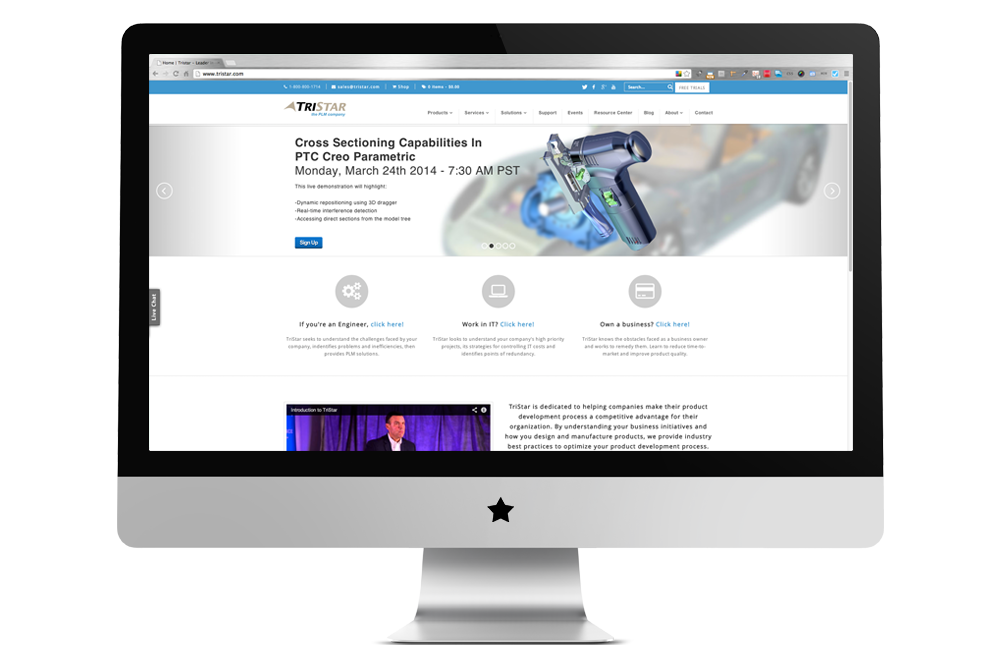 Home | Tristar - Leader
www.tristar.com
1-800-880-1714
sales@tristar.com
Shop
0 items - $0.00
Search...
FREE TRIALS
TRISTAR
the PLM company
Products
Services
Solutions
Support
Events
Resource Center
Blog
About
Contact
Cross Sectioning Capabilities In
PTC Creo Parametric
Monday, March 24th 2014 - 7:30 AM PST
This live demonstration will highlight:
-Dynamic repositioning using 3D dragger
-Real-time interference detection
-Accessing direct sections from the model tree
Sign Up
Live Chat
If you're an Engineer, click here!
TriStar seeks to understand the challenges faced by your
company, indentifies problems and inefficiencies, then
provides PLM solutions.
Work in IT? Click here!
TriStar looks to understand your company's high priority
projects, its strategies for controlling IT costs and
identifies points of redundancy.
Own a business? Click here!
TriStar knows the obstacles faced as a business owner
and works to remedy them. Learn to reduce time-to-
market and improve product quality.
Introduction to TriStar
TriStar is dedicated to helping companies make their product
development process a competitive advantage for their
organization. By understanding your business initiatives and
how you design and manufacture products, we provide industry
best practices to optimize your product development process.